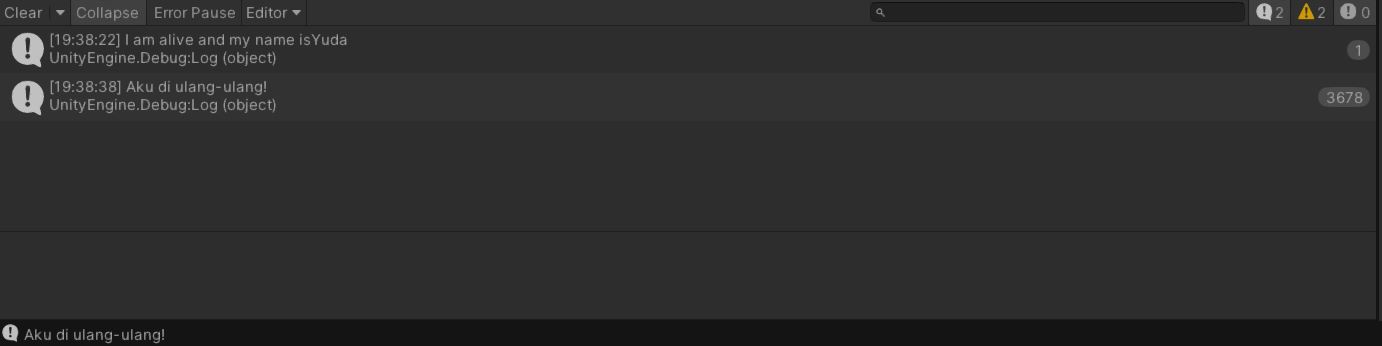 Clear Collapse Error Pause Editor 2 2 0
[19:38:22] I am alive and my name isYuda
UnityEngine.Debug:Log (object)
1
[19:38:38] Aku di ulang-ulang!
UnityEngine.Debug:Log (object)
3678
Aku di ulang-ulang!